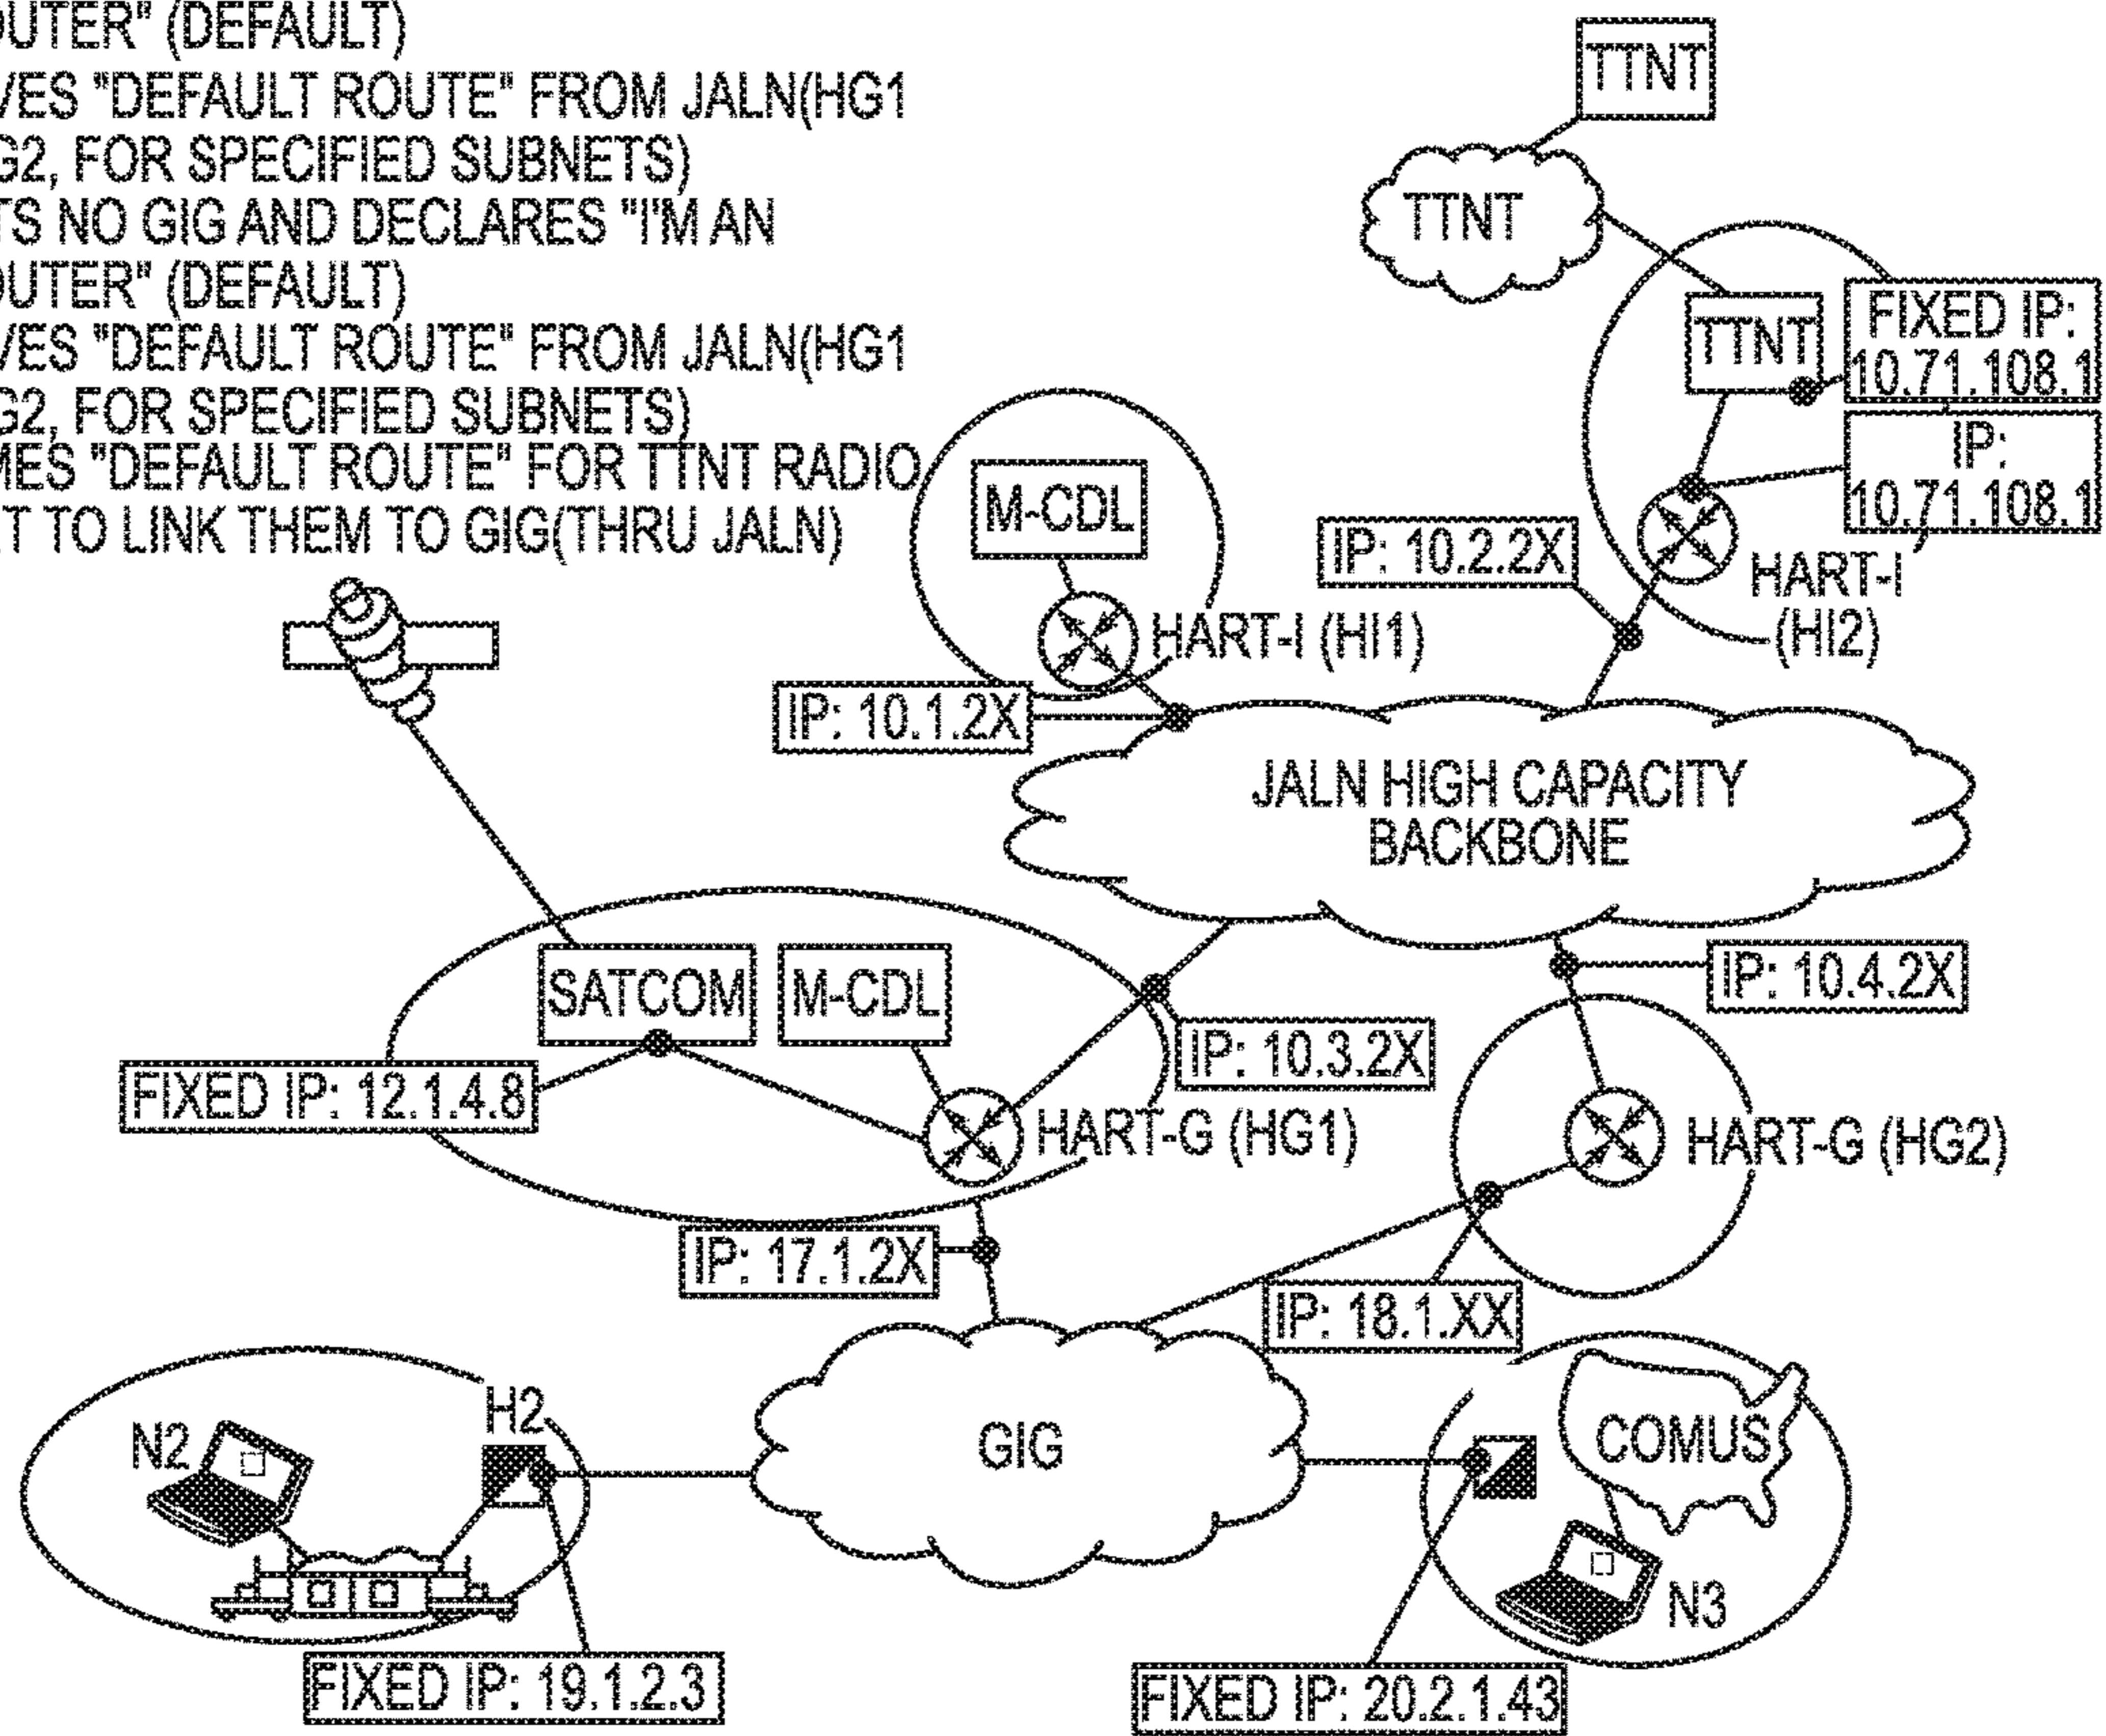 OUTER" (DEFAULT)
VES "DEFAULT ROUTE" FROM JALN(HG1
G2, FOR SPECIFIED SUBNETS)
TS NO GIG AND DECLARES "I'M AN
OUTER" (DEFAULT)
VES "DEFAULT ROUTE" FROM JALN(HG1
G2, FOR SPECIFIED SUBNETS)
MES "DEFAULT ROUTE" FOR TTNT RADIO
T TO LINK THEM TO GIG(THRU JALN)
TTNT
TTNT
TTNT
FIXED IP:
10.71.108.1
IP:
10.71.108.1
M-CDL
IP: 10.2.2X
HART-I
(HI2)
HART-I (HI1)
IP: 10.1.2X
JALN HIGH CAPACITY
BACKBONE
SATCOM
M-CDL
IP: 10.4.2X
IP: 10.3.2X
FIXED IP: 12.1.4.8
HART-G (HG1)
HART-G (HG2)
IP: 17.1.2X
IP: 18.1.XX
H2
N2
GIG
COMUS
N3
FIXED IP: 19.1.2.3
FIXED IP: 20.2.1.43